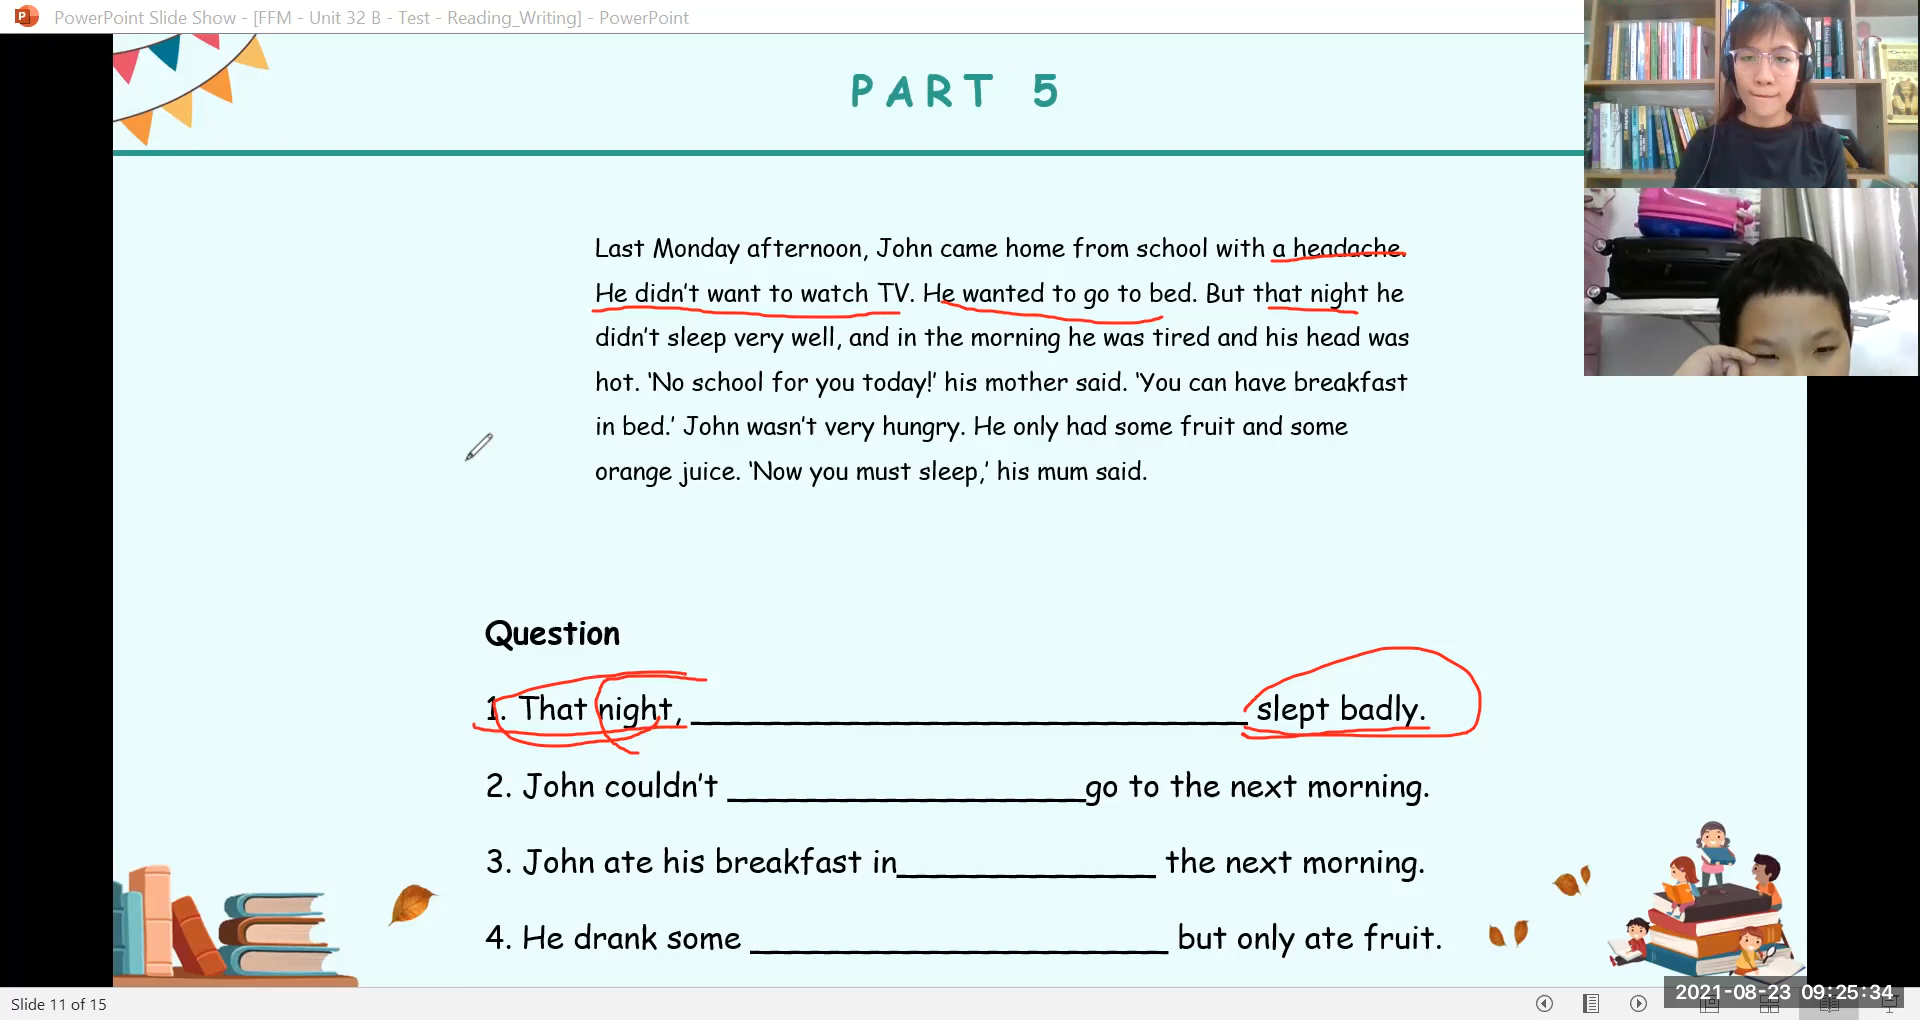 PowerPoint Slide Show - [FFM - Unit 32 B - Test - Reading_Writing] - PowerPoint
PART 5
Last Monday afternoon, John came home from school with a headache.
He didn't want to watch TV. He wanted to go to bed. But that night he
didn't sleep very well, and in the morning he was tired and his head was
hot. 'No school for you today!' his mother said. 'You can have breakfast
in bed.' John wasn't very hungry. He only had some fruit and some
orange juice. 'Now you must sleep,' his mum said.
Question
1. That night, ______________________________ slept badly.
2. John couldn't ____________________go to the next morning.
3. John ate his breakfast in______________ the next morning.
4. He drank some _______________________ but only ate fruit.
Slide 11 of 15
2021-08-23 09:25:34